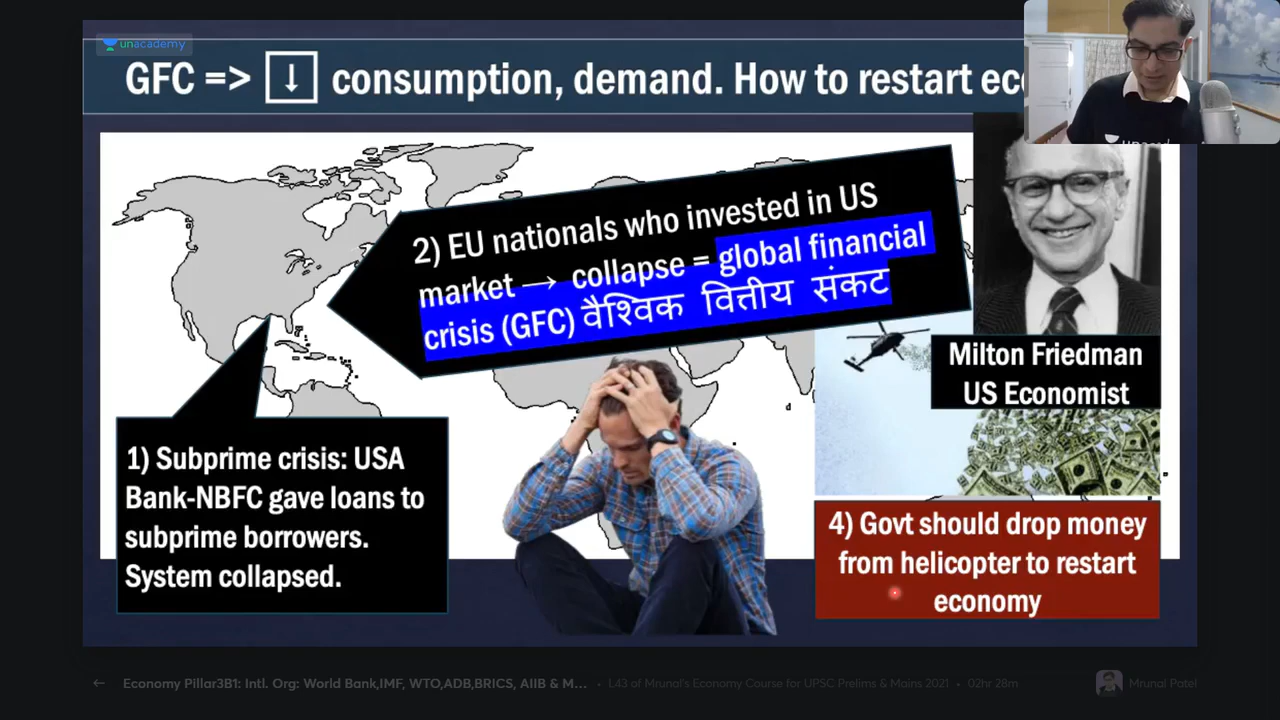 unacademy
GFC => ↓ consumption, demand. How to restart
2) EU nationals who invested in US
market → collapse = global financial
crisis (GFC) वैश्विक वित्तीय संकट
Milton Friedman
US Economist
1) Subprime crisis: USA
Bank-NBFC gave loans to
subprime borrowers.
System collapsed.
4) Govt should drop money
from helicopter to restart
economy
← Economy Pillar3B1: Intl. Org: World Bank,IMF, WTO,ADB,BRICS, AIIB & M... • L43 of Mrunal's Economy Course for UPSC Prelims & Mains 2021 • 02hr 28m
Mrunal Patel